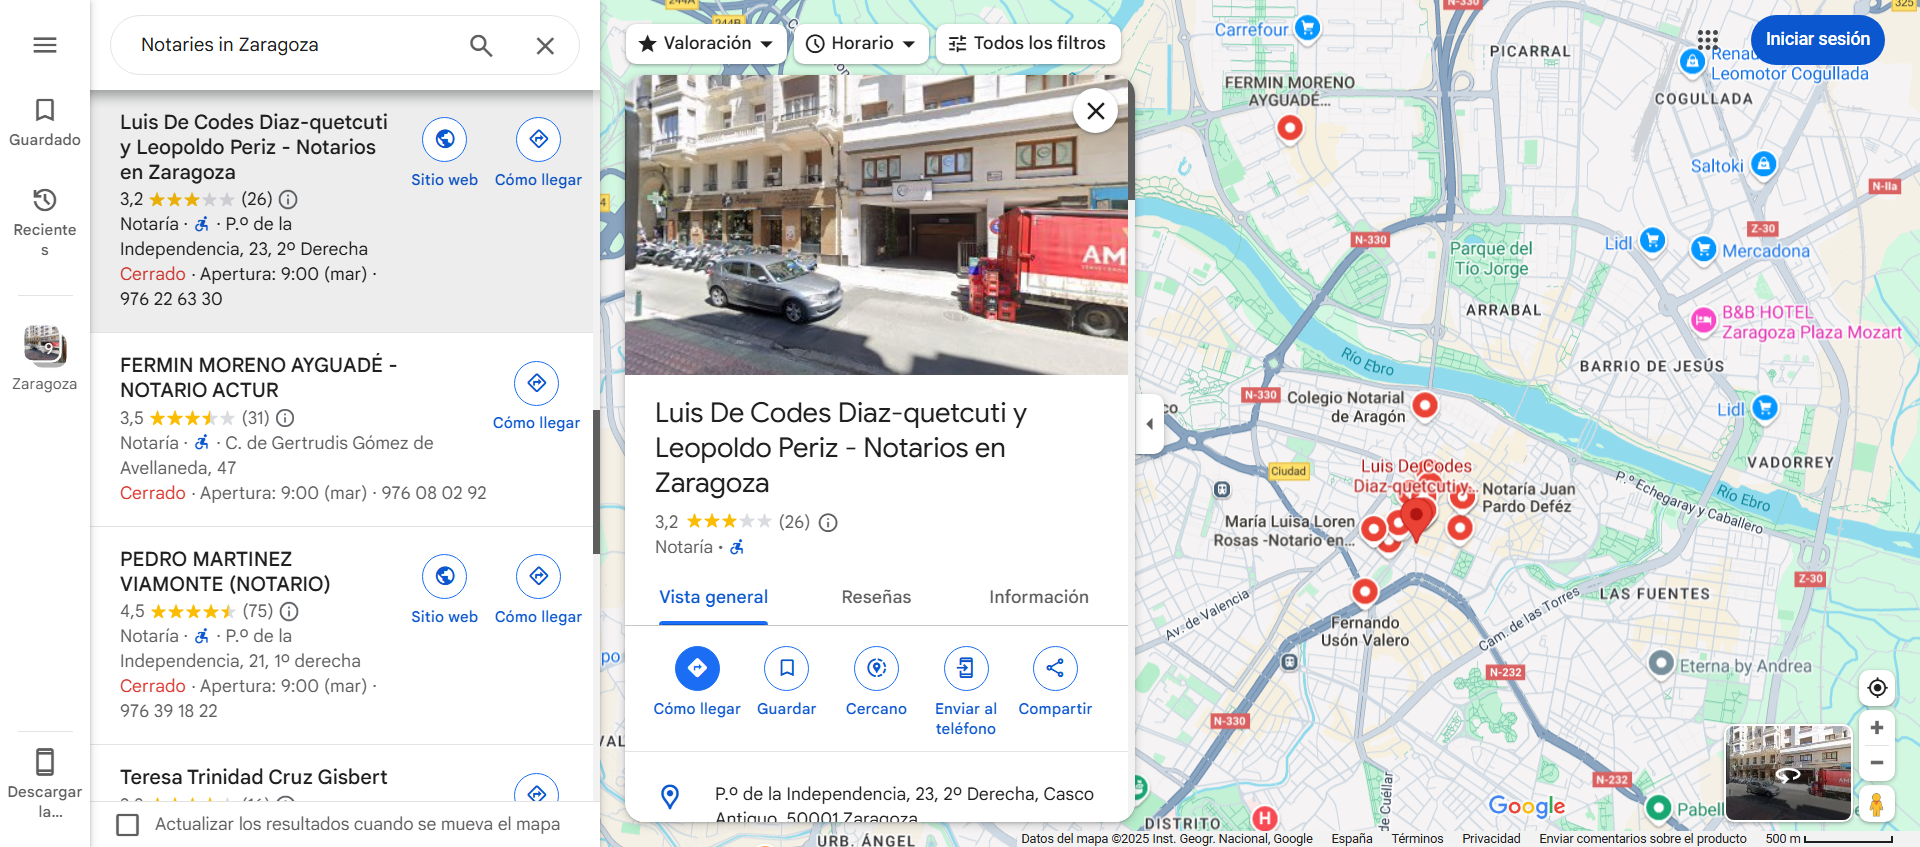 Guardado
Reciente
s
Zaragoza
Descargar
la...
Notaries in Zaragoza
Luis De Codes Diaz-quetcuti
y Leopoldo Periz - Notarios
en Zaragoza
3,2 (26)
Notaría · · P.º de la
Independencia, 23, 2º Derecha
Cerrado · Apertura: 9:00 (mar) ·
976 22 63 30
Sitio web
Cómo llegar
FERMIN MORENO AYGUADÉ -
NOTARIO ACTUR
3,5 (31)
Notaría · · C. de Gertrudis Gómez de
Avellaneda, 47
Cerrado · Apertura: 9:00 (mar) · 976 08 02 92
Cómo llegar
PEDRO MARTINEZ
VIAMONTE (NOTARIO)
4,5 (75)
Notaría · · P.º de la
Independencia, 21, 1º derecha
Cerrado · Apertura: 9:00 (mar) ·
976 39 18 22
Sitio web
Cómo llegar
Teresa Trinidad Cruz Gisbert
Actualizar los resultados cuando se mueva el mapa
Valoración
Horario
Todos los filtros
AM
Luis De Codes Diaz-quetcuti y
Leopoldo Periz - Notarios en
Zaragoza
3,2 (26)
Notaría ·
Vista general
Reseñas
Información
Cómo llegar
Guardar
Cercano
Enviar al
teléfono
Compartir
P.º de la Independencia, 23, 2º Derecha, Casco
Antiguo, 50001 Zaragoza
244A
244B
N-330
325
Iniciar sesión
Carrefour
PICARRAL
Leomotor Cogullada
COGULLADA
FERMIN MORENO
AYGUADÉ...
Saltoki
N-IIa
Z-30
N-330
Parque del
Tío Jorge
Lidl
Mercadona
ARRABAL
B&B HOTEL
Zaragoza Plaza Mozart
Río Ebro
BARRIO DE JESÚS
N-330
Colegio Notarial
de Aragón
Lidl
Ciudad
Luis De Codes
Diaz-quetcuti y...
VADORREY
Notaría Juan
Pardo Deféz
P.º Echegaray y Caballero
Río Ebro
María Luisa Loren
Rosas -Notario en...
Z-30
LAS FUENTES
Av. de Valencia
Cam. de las Torres
Fernando
Usón Valero
Eterna by Andrea
N-232
N-330
N-232
de Cuéllar
Google
Pabell
DISTRITO
URB. ÁNGEL
Datos del mapa ©2025 Inst. Geogr. Nacional, Google
España
Términos
Privacidad
Enviar comentarios sobre el producto
500 m